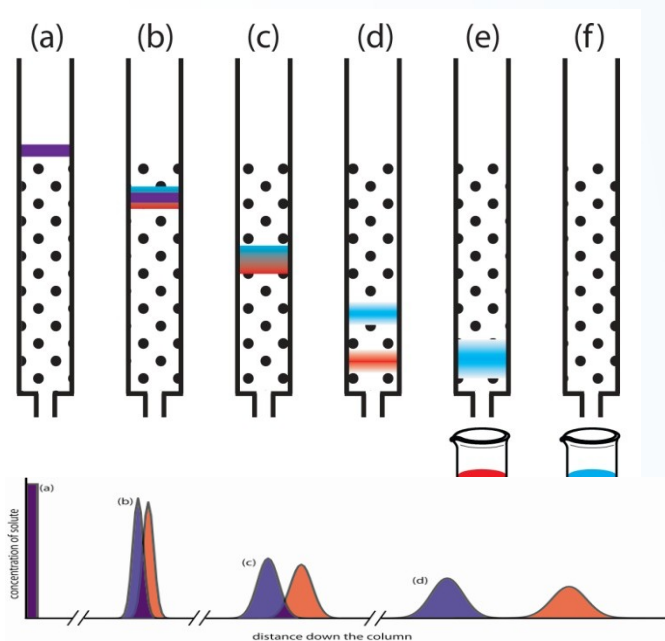 (a) (b) (c) (d) (e) (f)
(a)
(b)
(c)
(d)
concentration of solute
distance down the column